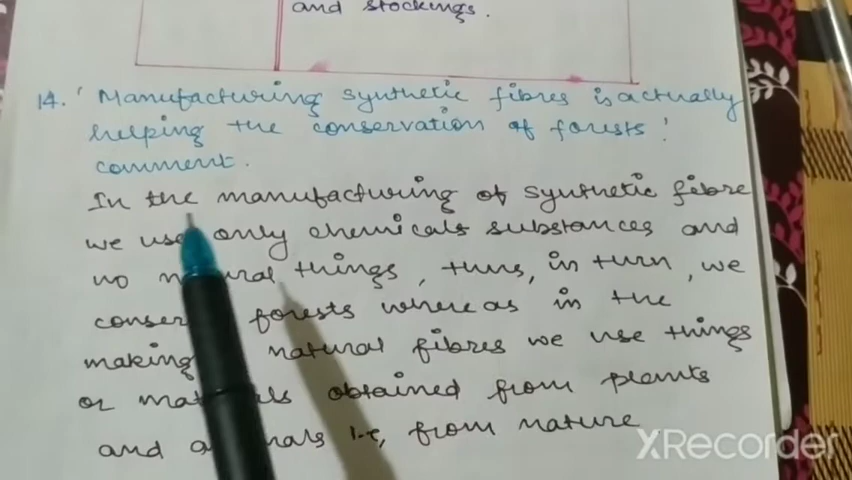 and stockings.
14. 'Manufacturing synthetic fibres is actually
helping the conservation of forests!
comment.
In the manufacturing of synthetic fibre
we use only chemicals substances and
no things, thus, in turn, we
forests where as in the
making natural fibres we use things
or obtained from plants
and i.e, from nature
XRecorder